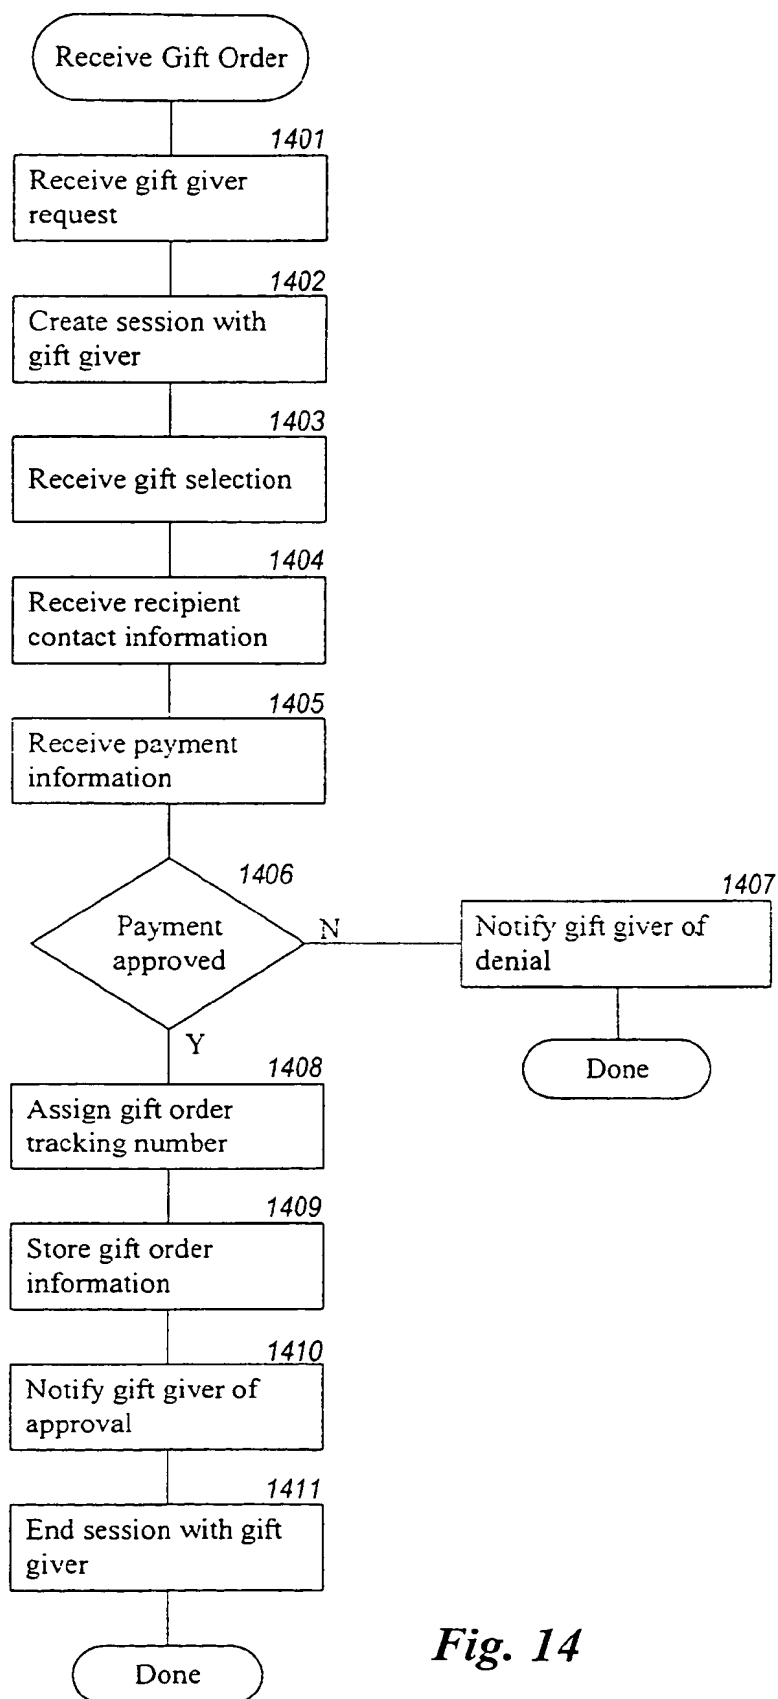 Receive Gift Order
1401
Receive gift giver
request
1402
Create session with
gift giver
1403
Receive gift selection
1404
Receive recipient
contact information
1405
Receive payment
information
1406
Payment
approved
N
1407
Notify gift giver of
denial
Done
Y
1408
Assign gift order
tracking number
1409
Store gift order
information
1410
Notify gift giver of
approval
1411
End session with gift
giver
Done
Fig. 14